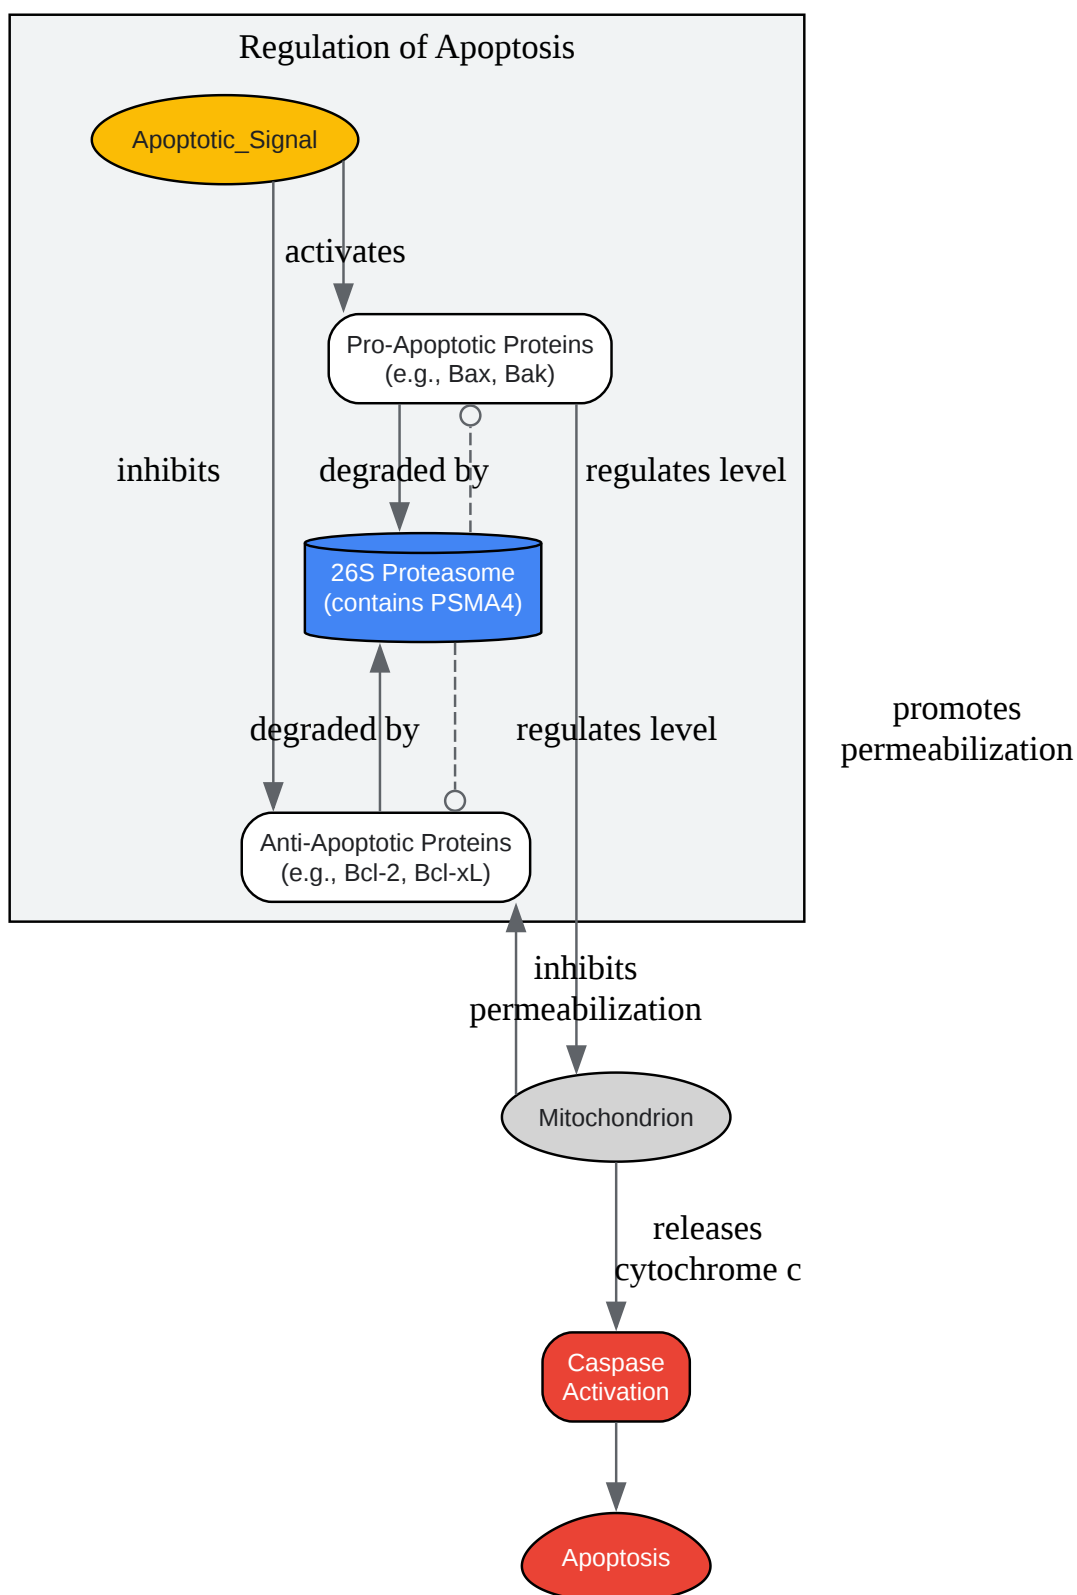 Regulation of Apoptosis
Apoptotic_Signal
activates
Pro-Apoptotic Proteins
(e.g., Bax, Bak)
inhibits
degraded by
regulates level
26S Proteasome
(contains PSMA4)
degraded by
regulates level
promotes
permeabilization
Anti-Apoptotic Proteins
(e.g., Bcl-2, Bcl-xL)
inhibits
permeabilization
Mitochondrion
releases
cytochrome c
Caspase
Activation
Apoptosis